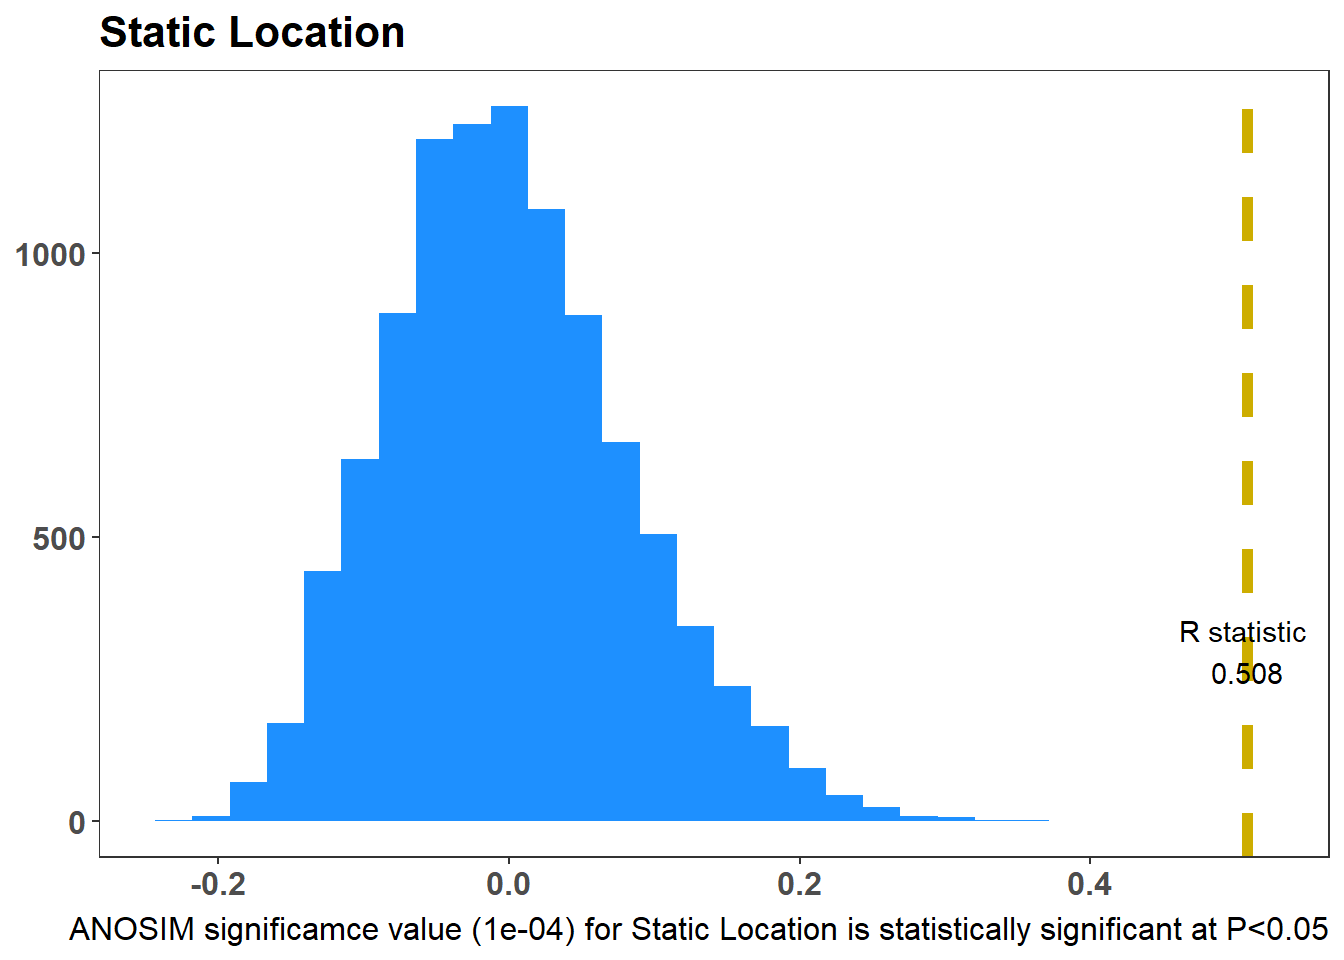 Static Location
1000
500
0
R statistic
0.508
-0.2 0.0 0.2 0.4
ANOSIM significamce value (1e-04) for Static Location is statistically significant at P<0.05